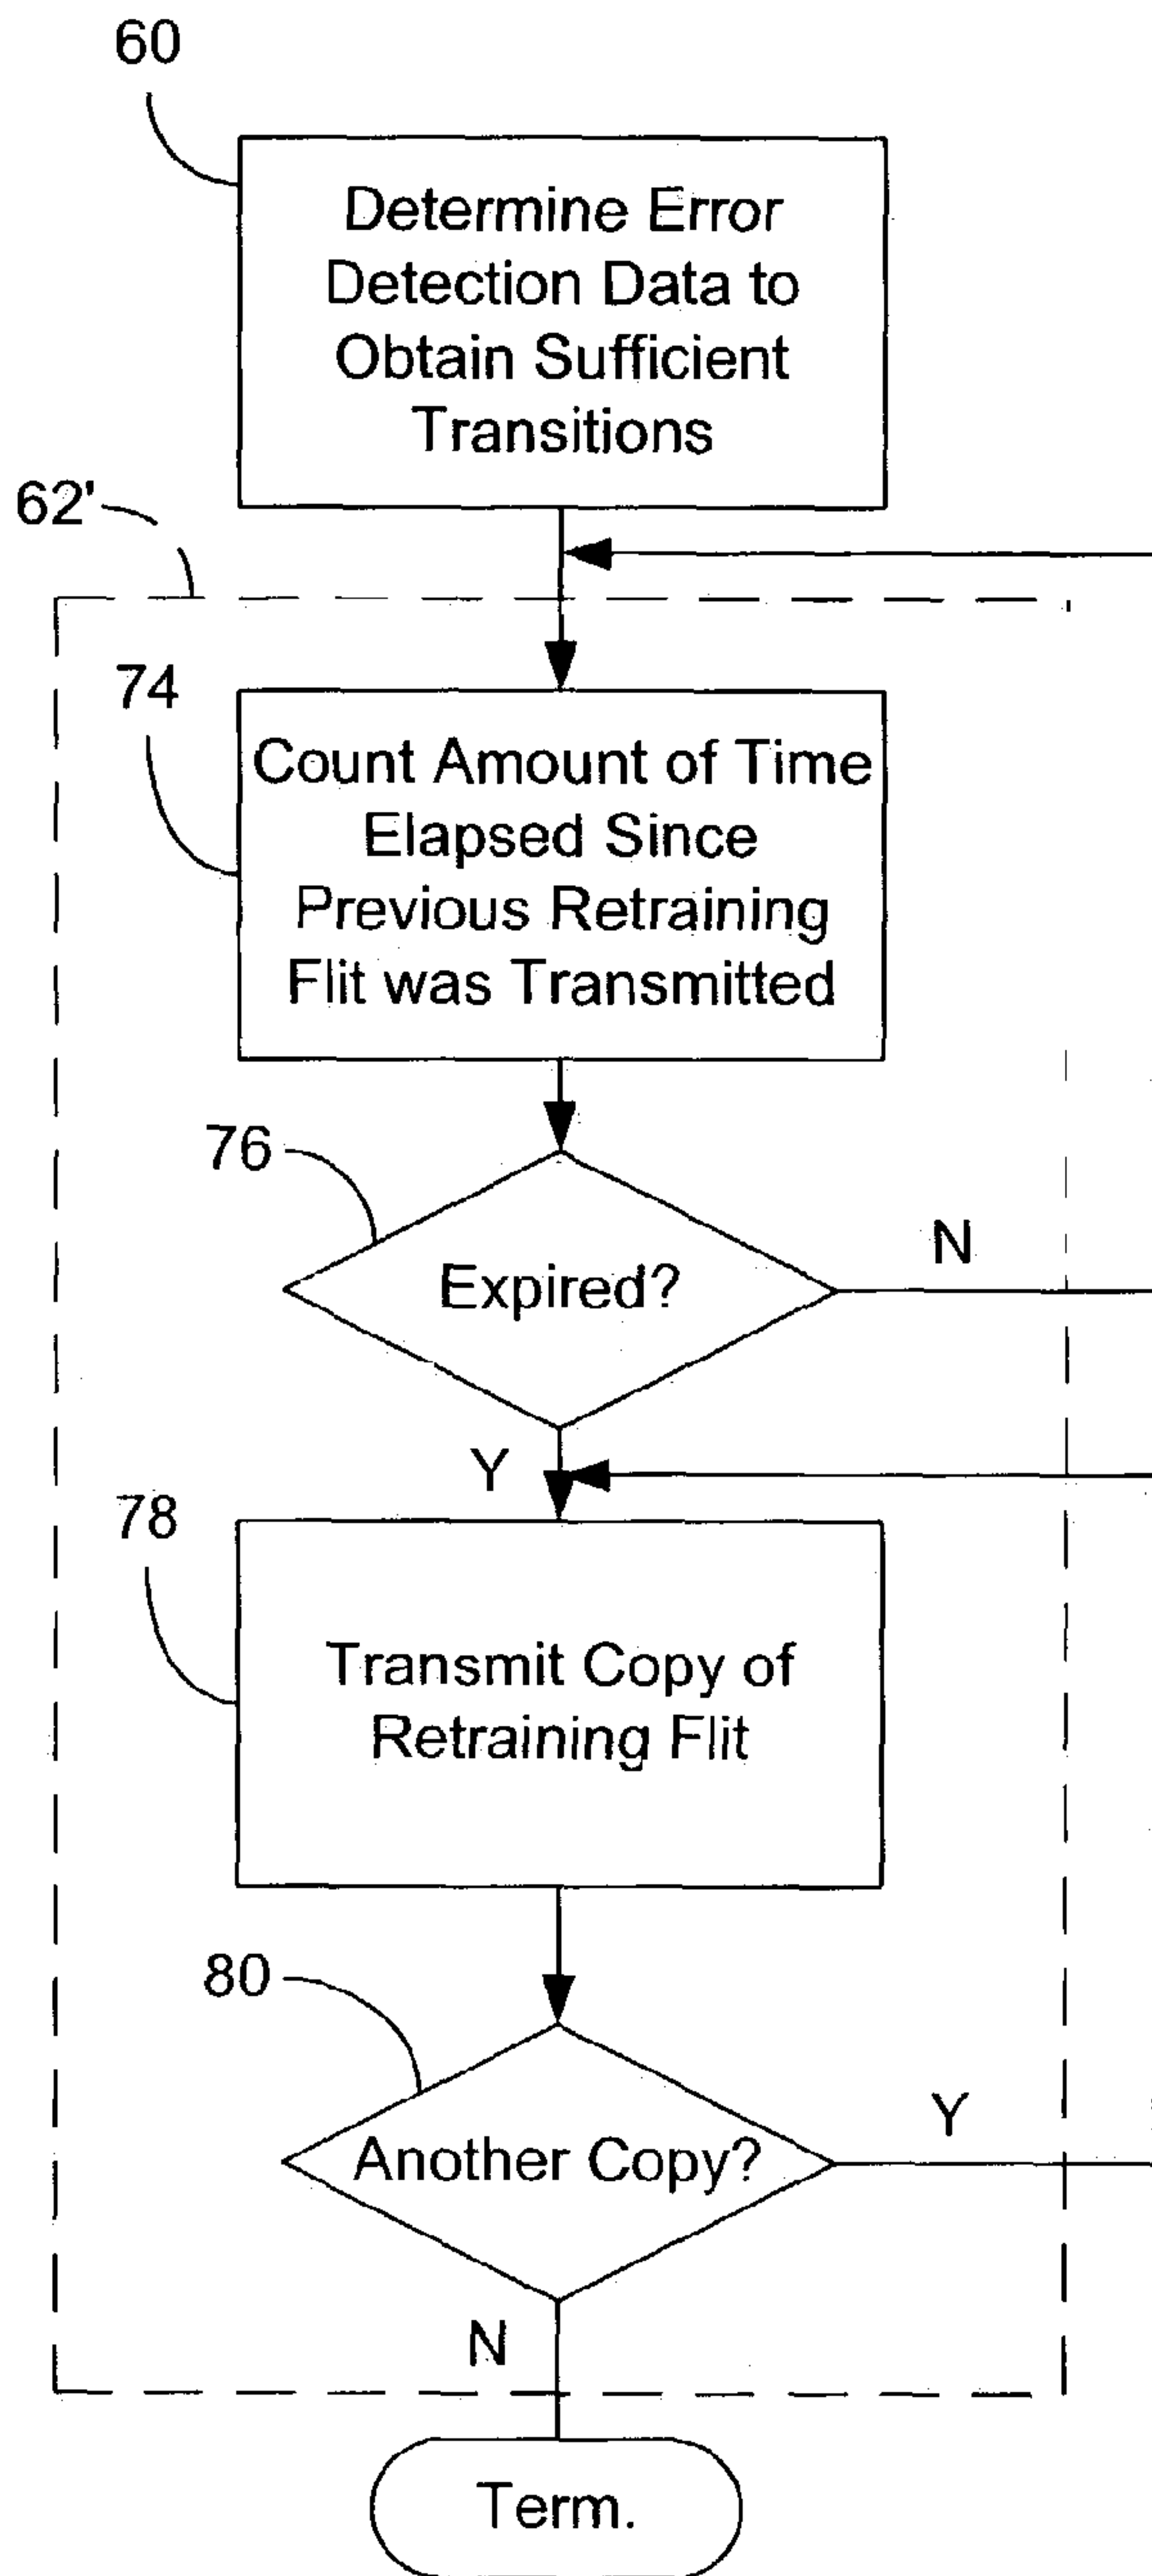 60
Determine Error
Detection Data to
Obtain Sufficient
Transitions
62'
74
Count Amount of Time
Elapsed Since
Previous Retraining
Flit was Transmitted
76
Expired?
N
Y
78
Transmit Copy of
Retraining Flit
80
Another Copy?
Y
N
Term.